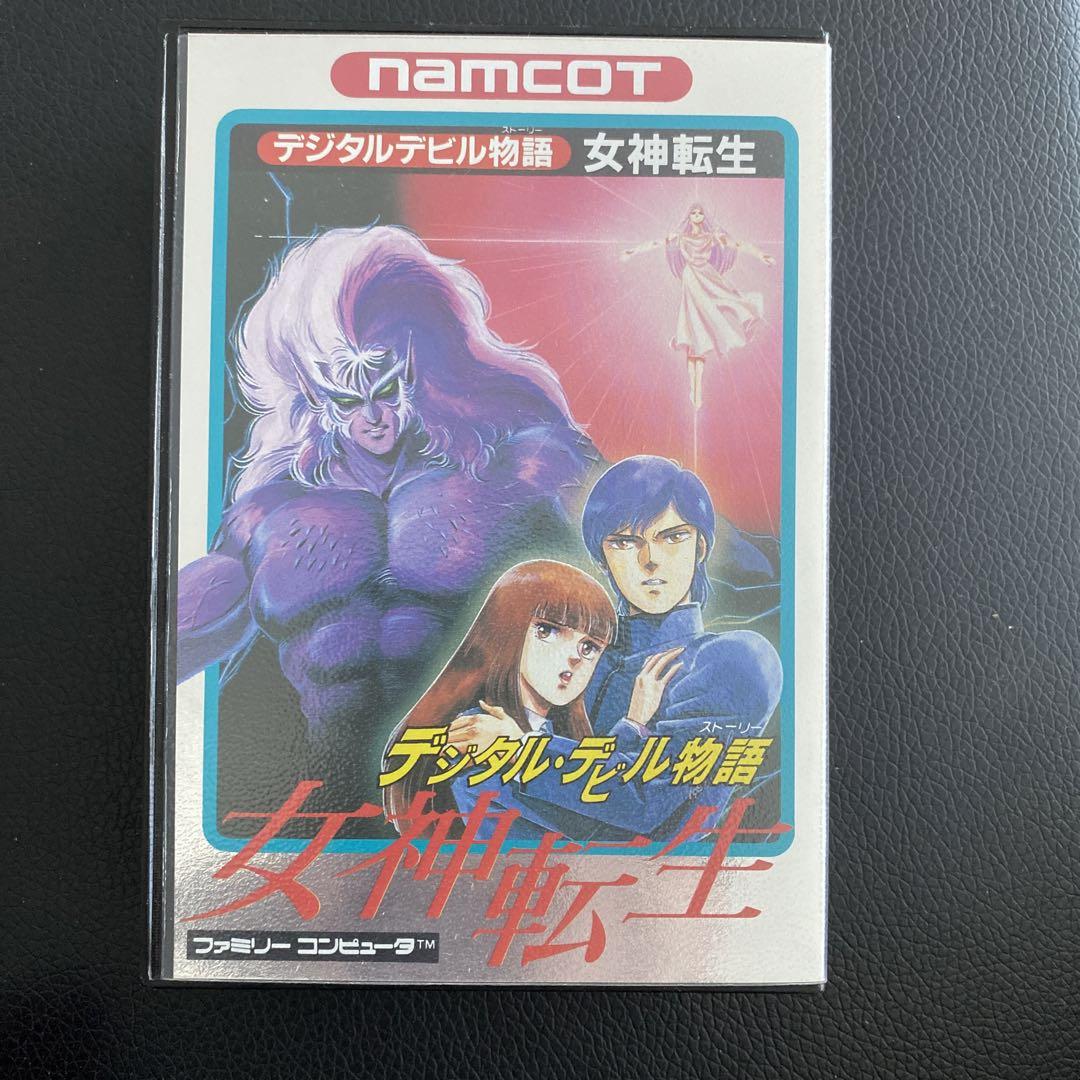 namcot
ストーリー
デジタルデビル物語 女神転生
ストーリー
デジタル・デビル物語
女神転生
ファミリー コンピュータ™